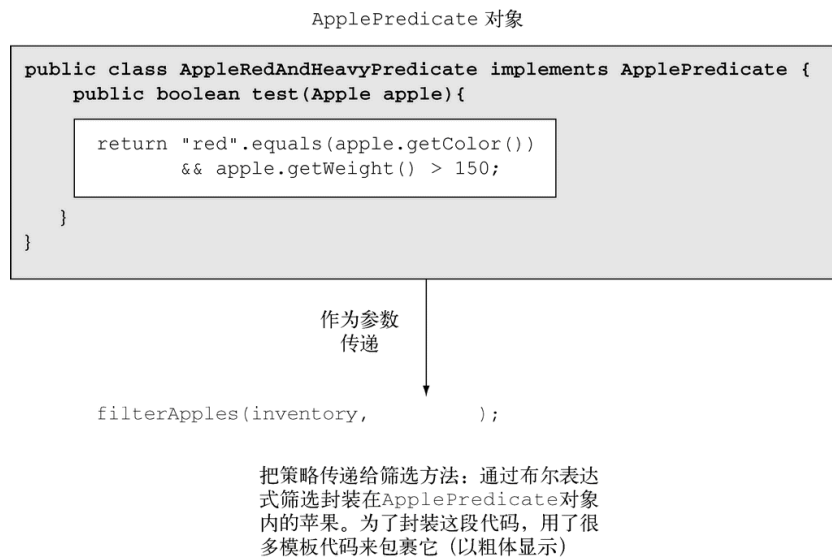 ApplePredicate 对象
public class AppleRedAndHeavyPredicate implements ApplePredicate {
public boolean test(Apple apple){
return "red".equals(apple.getColor())
&& apple.getWeight() > 150;
}
}
作为参数
传递
filterApples(inventory,         );
把策略传递给筛选方法：通过布尔表达
式筛选封装在ApplePredicate对象
内的苹果。为了封装这段代码，用了很
多模板代码来包裹它（以粗体显示）